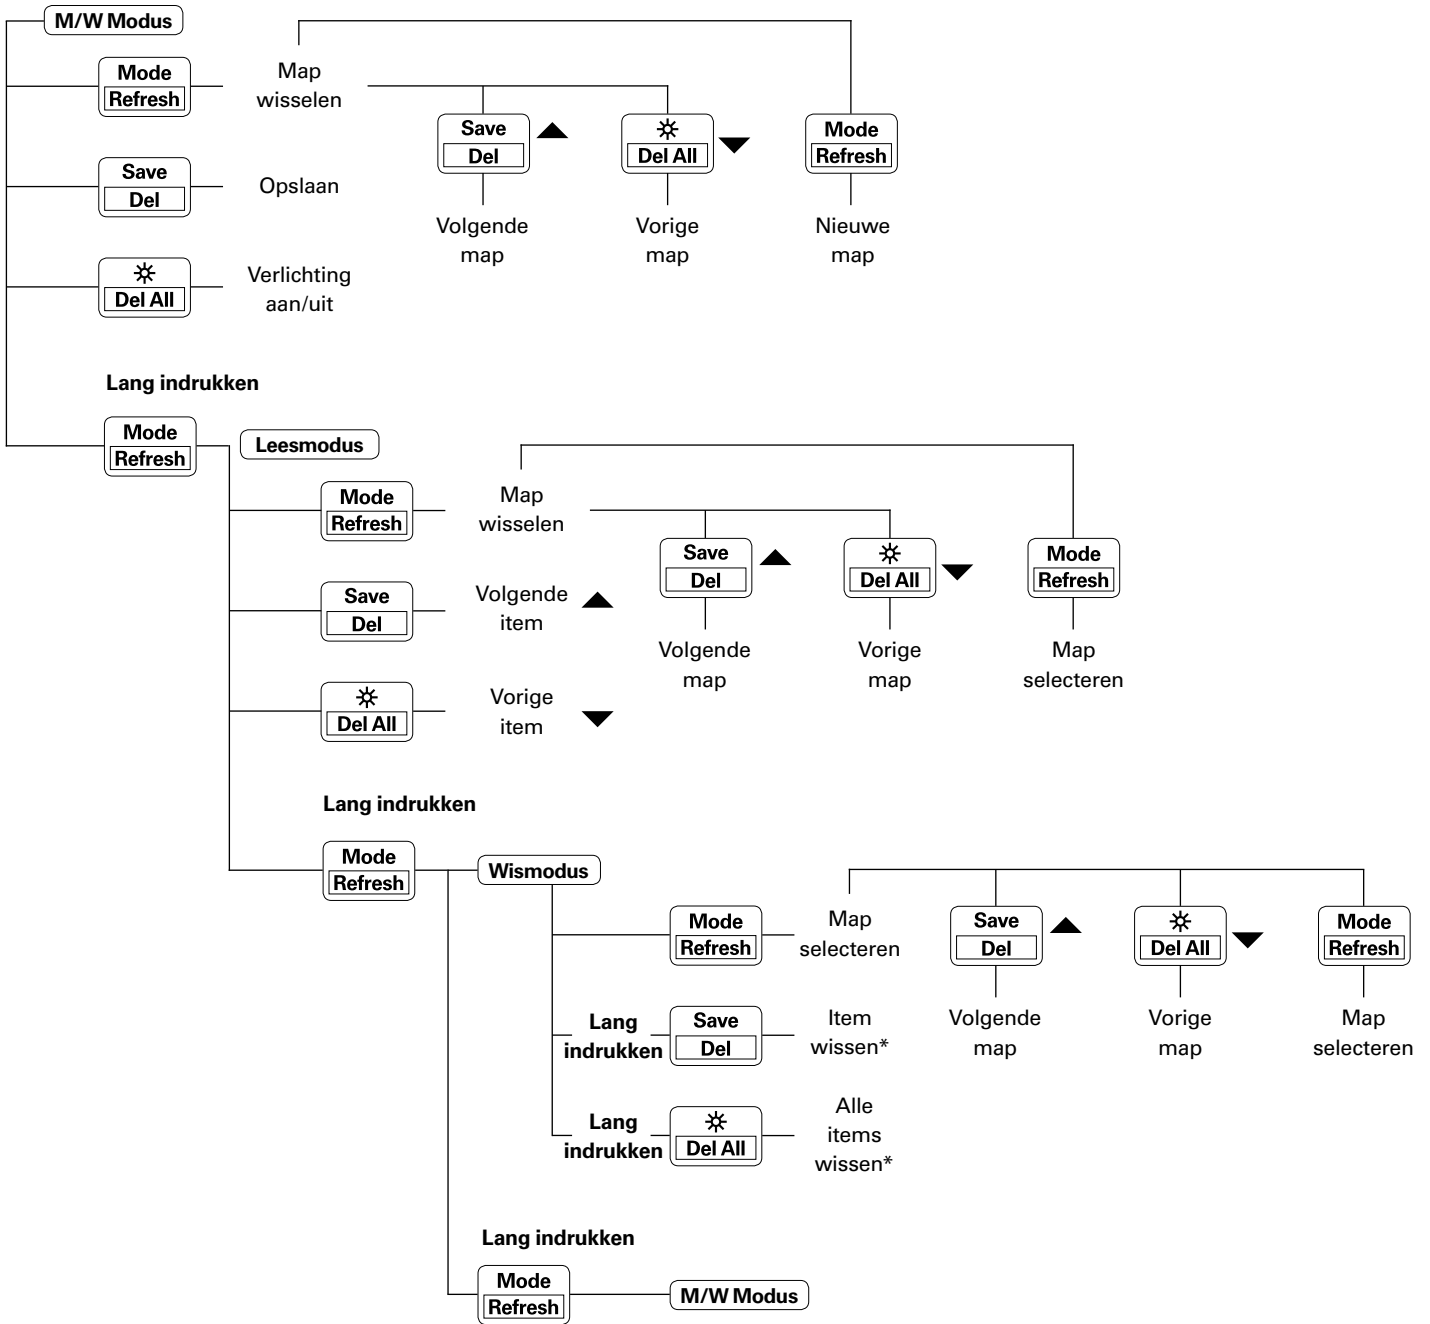 M/W Modus
Mode
Refresh
Map
wisselen
Save
Del
Del All
Mode
Refresh
Volgende
map
Vorige
map
Nieuwe
map
Save
Del
Opslaan
Del All
Verlichting
aan/uit
Lang indrukken
Mode
Refresh
Leesmodus
Mode
Refresh
Map
wisselen
Save
Del
Del All
Mode
Refresh
Volgende
map
Vorige
map
Map
selecteren
Save
Del
Volgende
item
Del All
Vorige
item
Lang indrukken
Mode
Refresh
Wismodus
Mode
Refresh
Map
selecteren
Save
Del
Del All
Mode
Refresh
Volgende
map
Vorige
map
Map
selecteren
Lang
indrukken
Save
Del
Item
wissen*
Lang
indrukken
Del All
Alle
items
wissen*
Lang indrukken
Mode
Refresh
M/W Modus